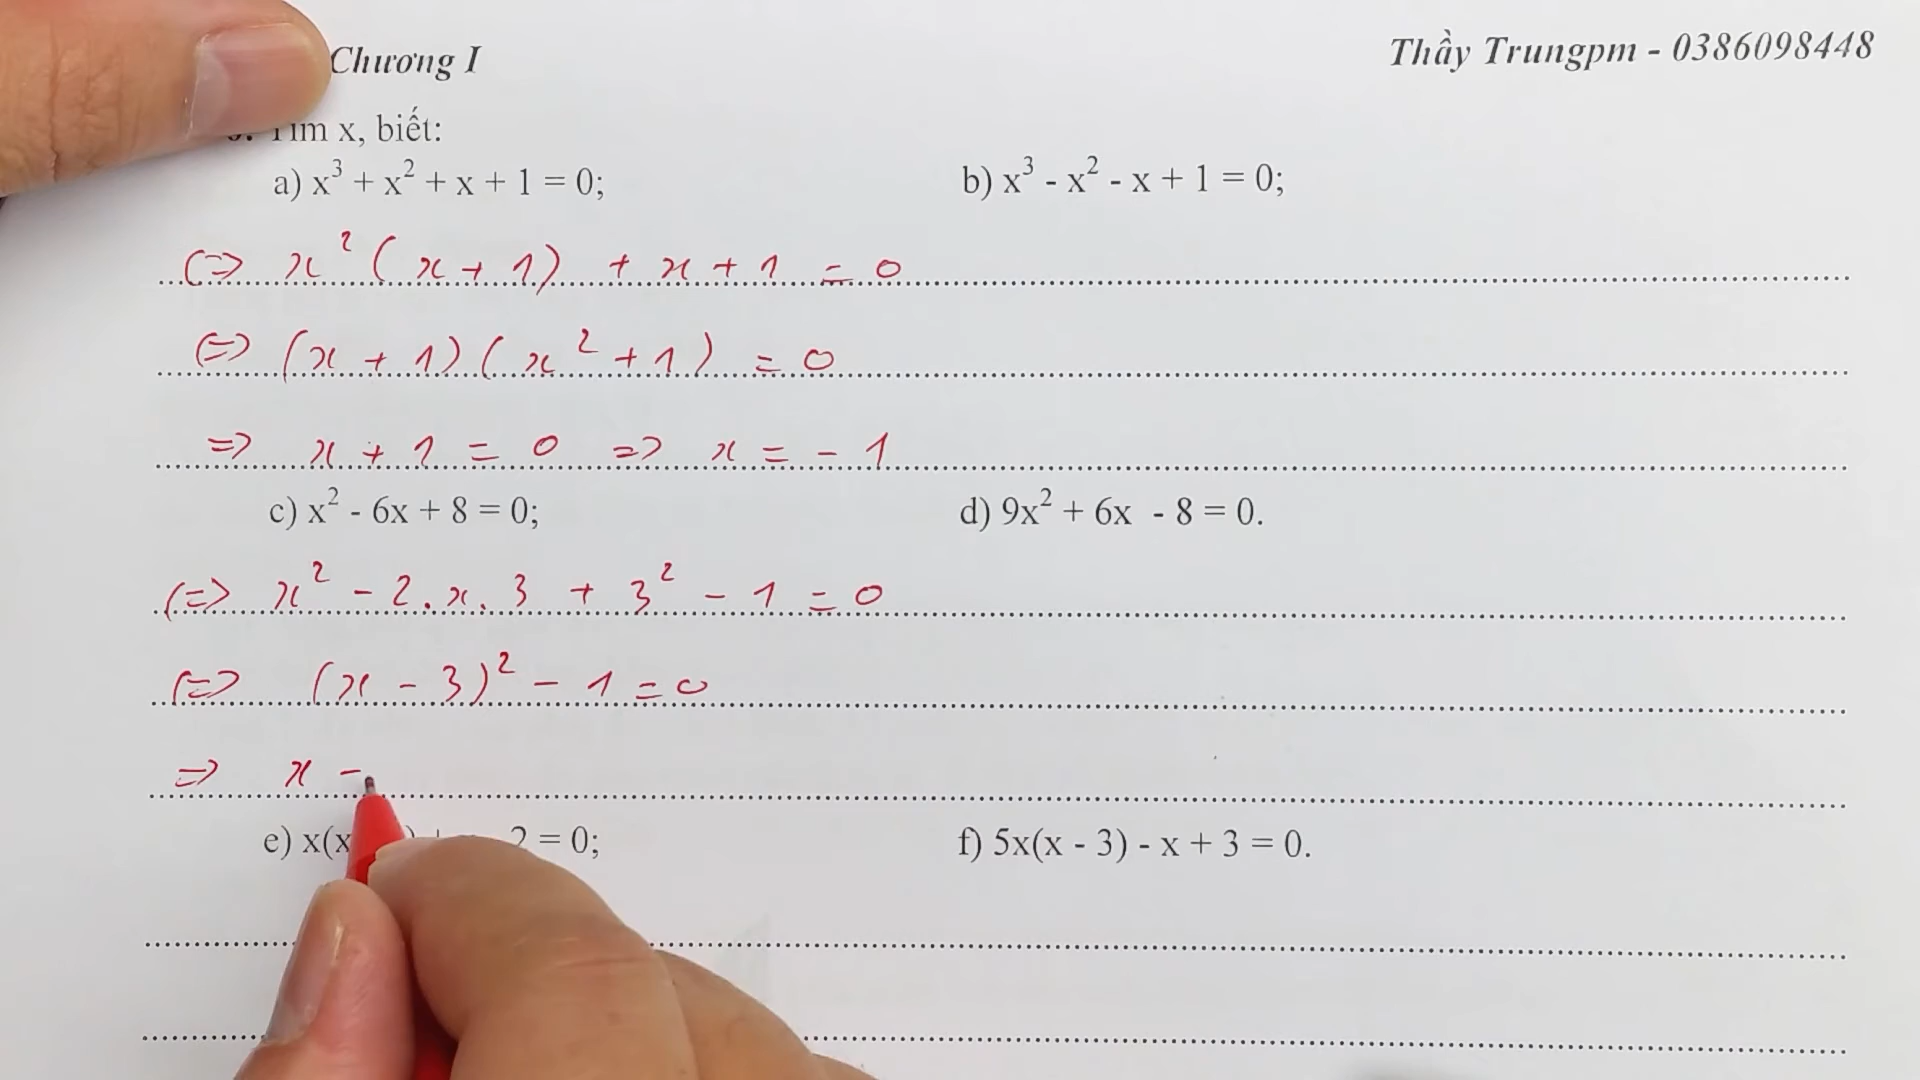 Chương I Thầy Trungpm - 0386098448
Tìm x, biết:
a) x³ + x² + x + 1 = 0; b) x³ - x² - x + 1 = 0;
(=> x² (x + 1) + x + 1 = 0
(=> (x + 1)(x² + 1) = 0
=> x + 1 = 0 => x = - 1
c) x² - 6x + 8 = 0; d) 9x² + 6x - 8 = 0.
(=> x² - 2.x.3 + 3² - 1 = 0
(=> (x - 3)² - 1 = 0
=> x -
e) x(x 2 = 0; f) 5x(x - 3) - x + 3 = 0.